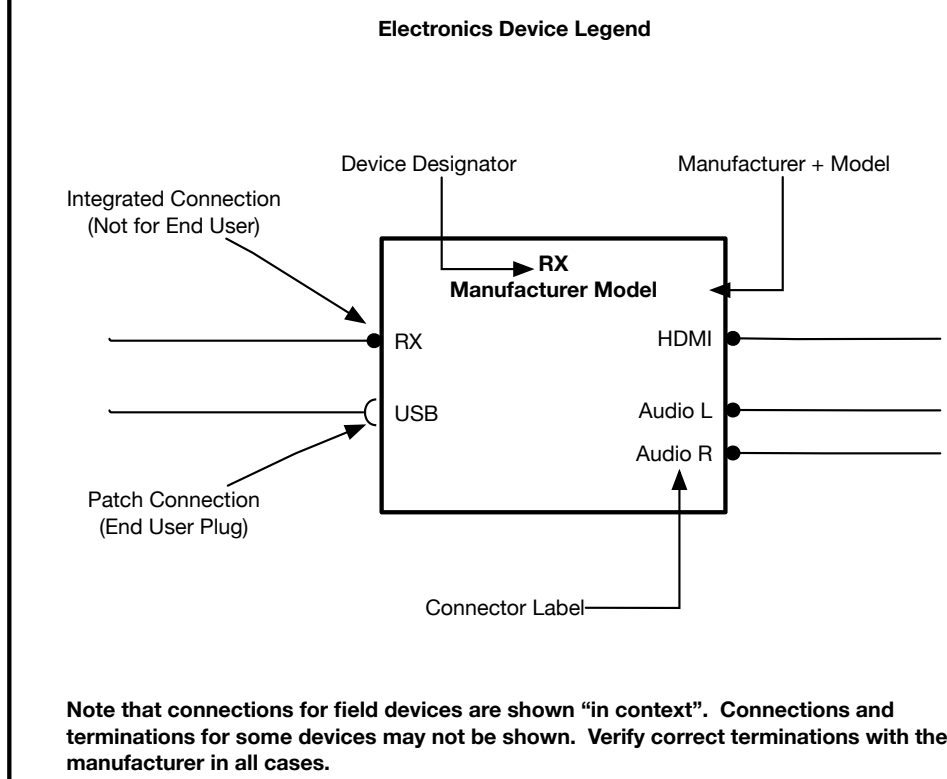 Electronics Device Legend
Device Designator
Manufacturer + Model
Integrated Connection
(Not for End User)
RX
Manufacturer Model
RX
HDMI
USB
Audio L
Audio R
Patch Connection
(End User Plug)
Connector Label
Note that connections for field devices are shown “in context”.  Connections and
terminations for some devices may not be shown.  Verify correct terminations with the
manufacturer in all cases.